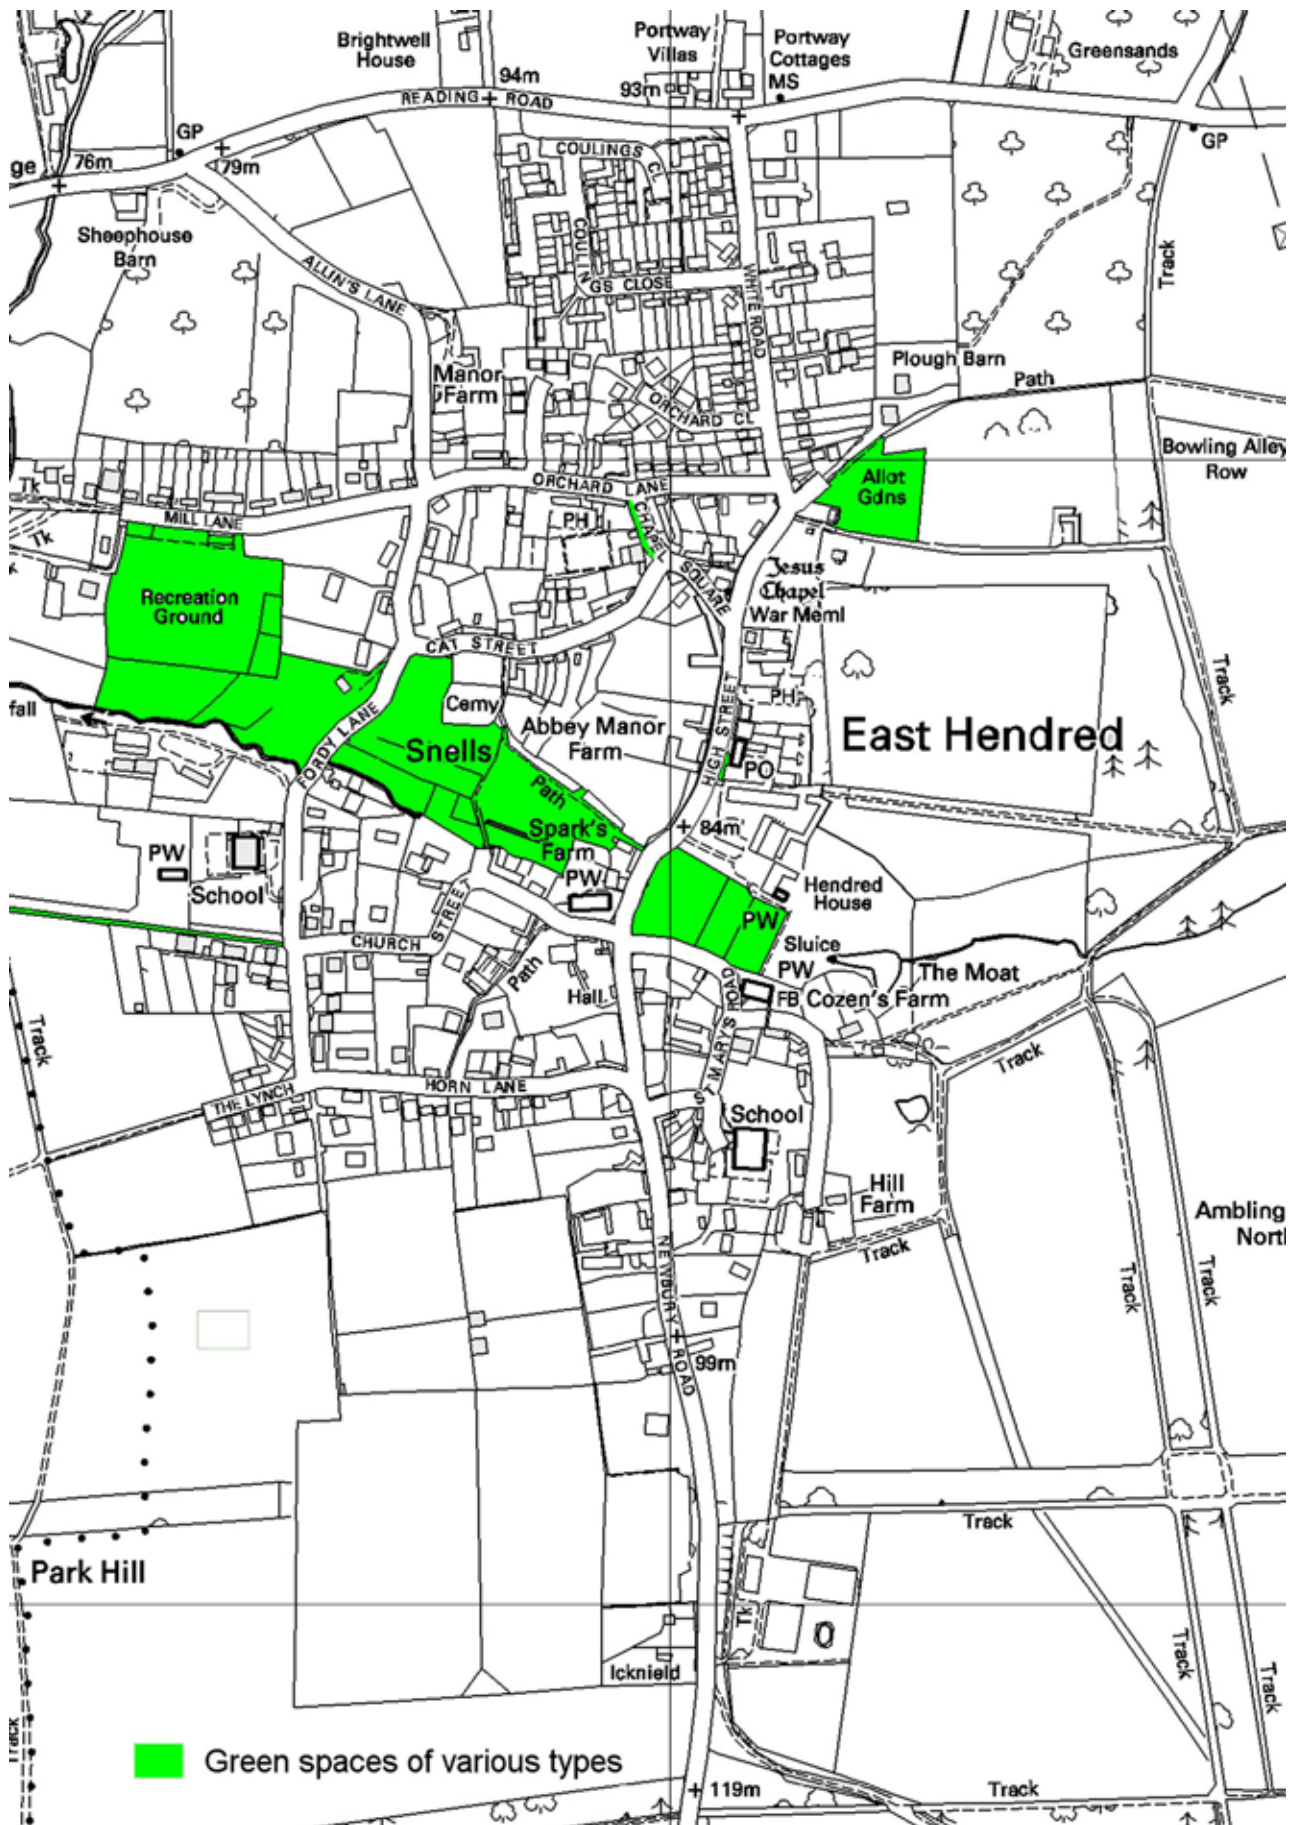 Brightwell
House
Portway
Villas
Portway
Cottages
MS
Greensands
94m
93m
READING ROAD
GP
GP
ge
76m
79m
COULINGS CL
Sheephouse
Barn
ALLIN'S LANE
COULINGS CLOSE
WHITE ROAD
Track
Manor
Farm
Plough Barn
Path
ORCHARD CL
Bowling Alley
Row
Tk
Tk
MILL LANE
ORCHARD LANE
Allot
Gdns
PH
CHAPEL SQUARE
Jesus
Chapel
War Meml
Recreation
Ground
CAT STREET
Track
fall
Cemy
Abbey Manor
Farm
PH
East Hendred
FORDY LANE
Snells
HIGH STREET
PO
Path
Spark's
Farm
84m
PW
PW
School
Hendred
House
PW
Sluice
PW
The Moat
CHURCH STREET
Path
Hall
FB
Cozen's Farm
ST MARY'S ROAD
Track
Track
THE LYNCH
HORN LANE
School
Hill
Farm
Ambling
North
Track
NEWBURY ROAD
Track
Track
99m
Track
Park Hill
Tk
Track
Track
Icknield
Track
Green spaces of various types
119m
Track